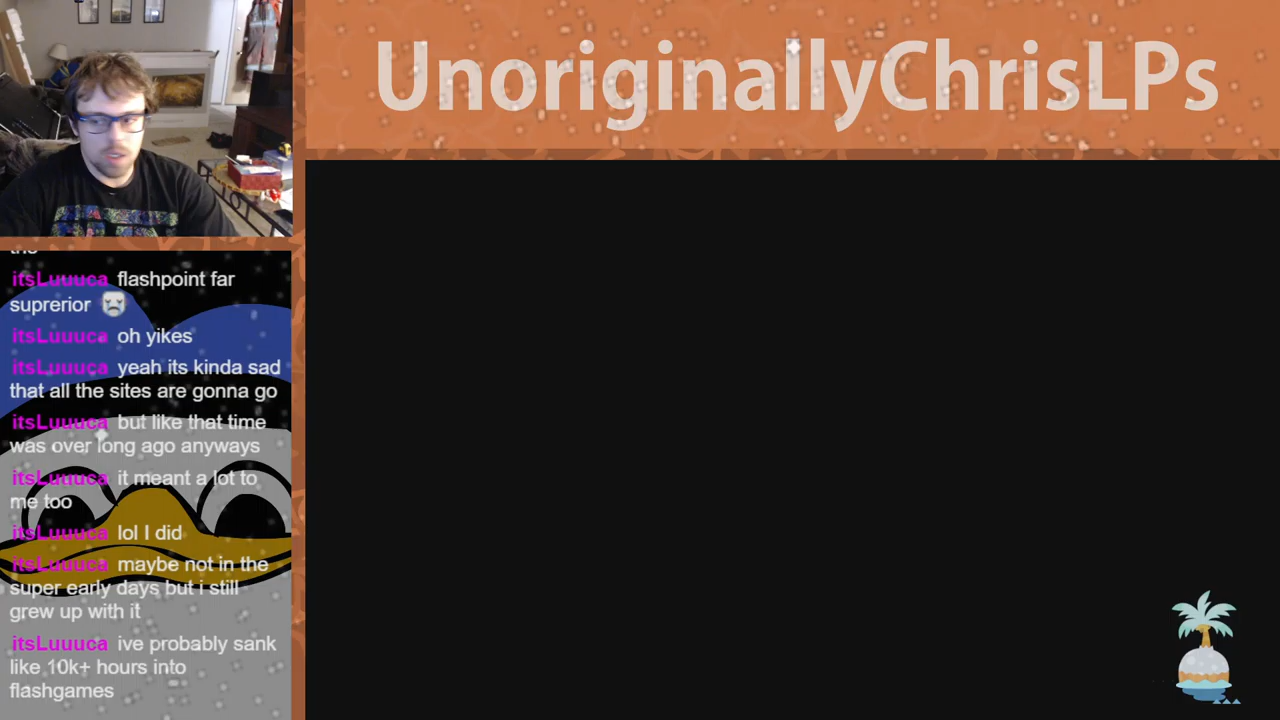 UnoriginallyChrisLPs
itsLuuuca flashpoint far
suprerior
itsLuuuca oh yikes
itsLuuuca yeah its kinda sad
that all the sites are gonna go
itsLuuuca but like that time
was over long ago anyways
itsLuuuca it meant a lot to
me too
itsLuuuca lol I did
itsLuuuca maybe not in the
super early days but i still
grew up with it
itsLuuuca ive probably sank
like 10k+ hours into
flashgames